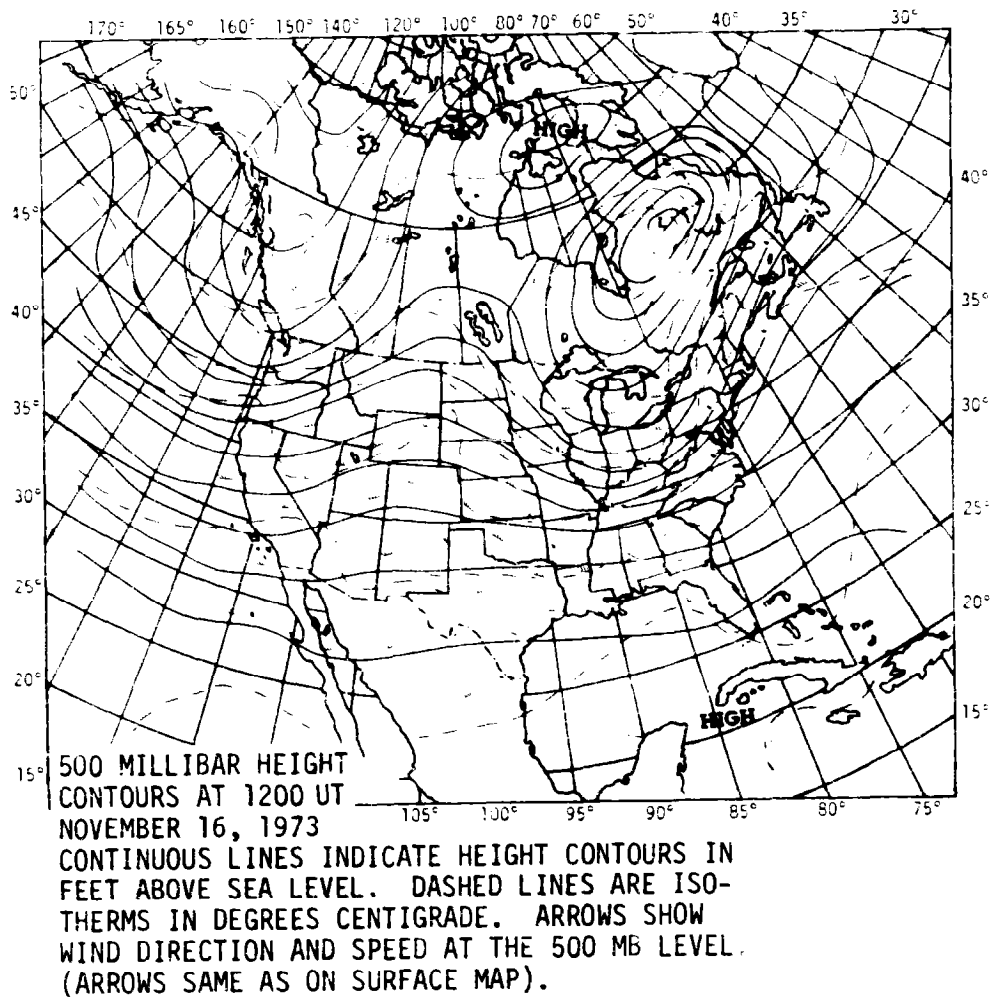 170° 165° 160° 150° 140° 120° 100° 80° 70° 60° 50° 40° 35° 30°
50°
HIGH
40°
45°
35°
40°
30°
35°
30°
25°
25°
20°
20°
HIGH
15°
15°
105° 100° 95° 90° 85° 80° 75°
500 MILLIBAR HEIGHT
CONTOURS AT 1200 UT
NOVEMBER 16, 1973
CONTINUOUS LINES INDICATE HEIGHT CONTOURS IN
FEET ABOVE SEA LEVEL. DASHED LINES ARE ISO-
THERMS IN DEGREES CENTIGRADE. ARROWS SHOW
WIND DIRECTION AND SPEED AT THE 500 MB LEVEL.
(ARROWS SAME AS ON SURFACE MAP).